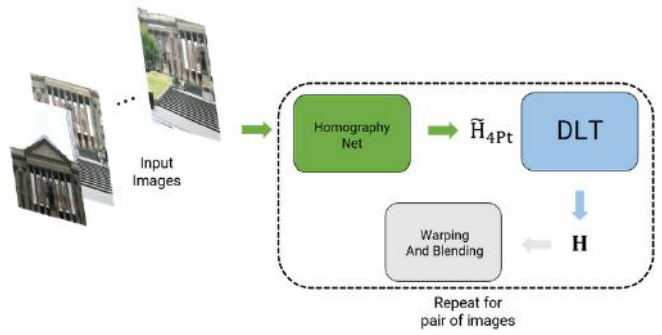 Input
Images
Homography
Net
H̃4Pt
DLT
H
Warping
And Blending
Repeat for
pair of images